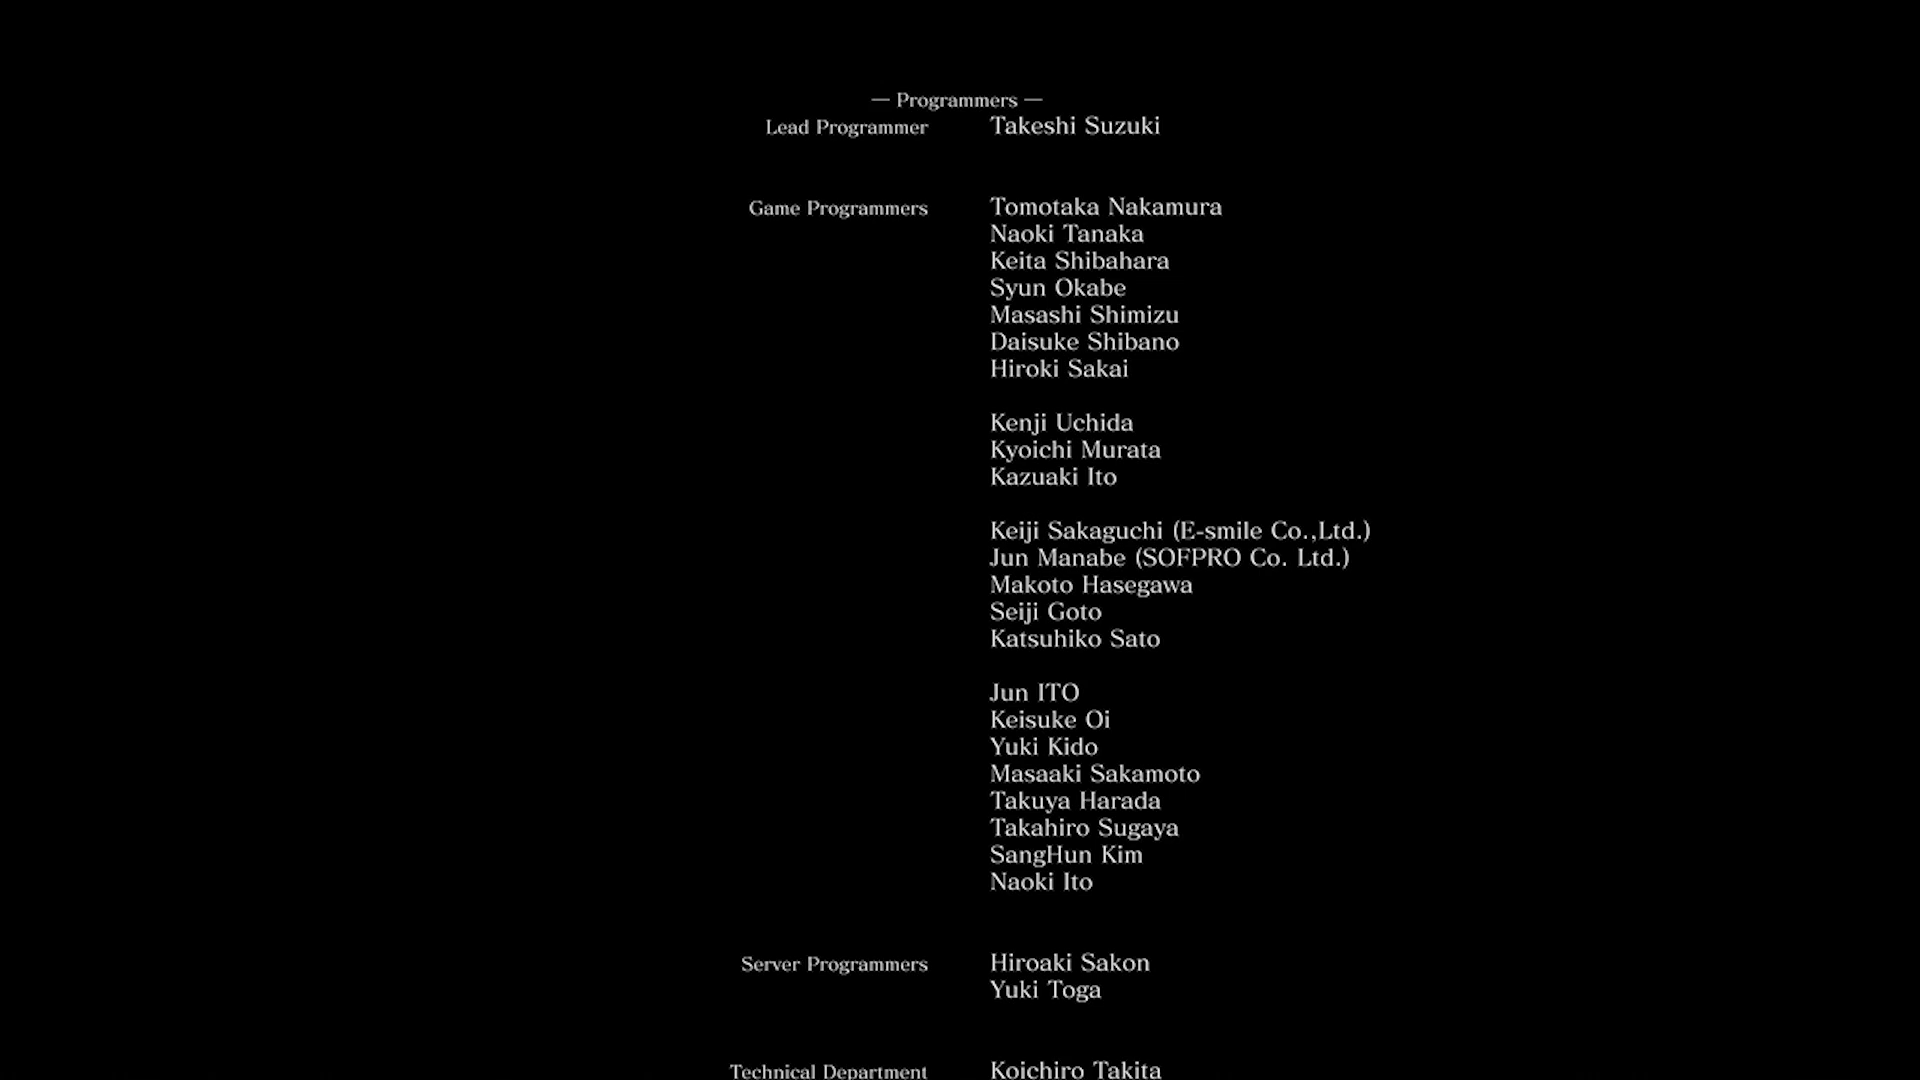 — Programmers —
Lead Programmer Takeshi Suzuki
Game Programmers Tomotaka Nakamura
Naoki Tanaka
Keita Shibahara
Syun Okabe
Masashi Shimizu
Daisuke Shibano
Hiroki Sakai
Kenji Uchida
Kyoichi Murata
Kazuaki Ito
Keiji Sakaguchi (E-smile Co.,Ltd.)
Jun Manabe (SOFPRO Co. Ltd.)
Makoto Hasegawa
Seiji Goto
Katsuhiko Sato
Jun ITO
Keisuke Oi
Yuki Kido
Masaaki Sakamoto
Takuya Harada
Takahiro Sugaya
SangHun Kim
Naoki Ito
Server Programmers Hiroaki Sakon
Yuki Toga
Technical Department Koichiro Takita